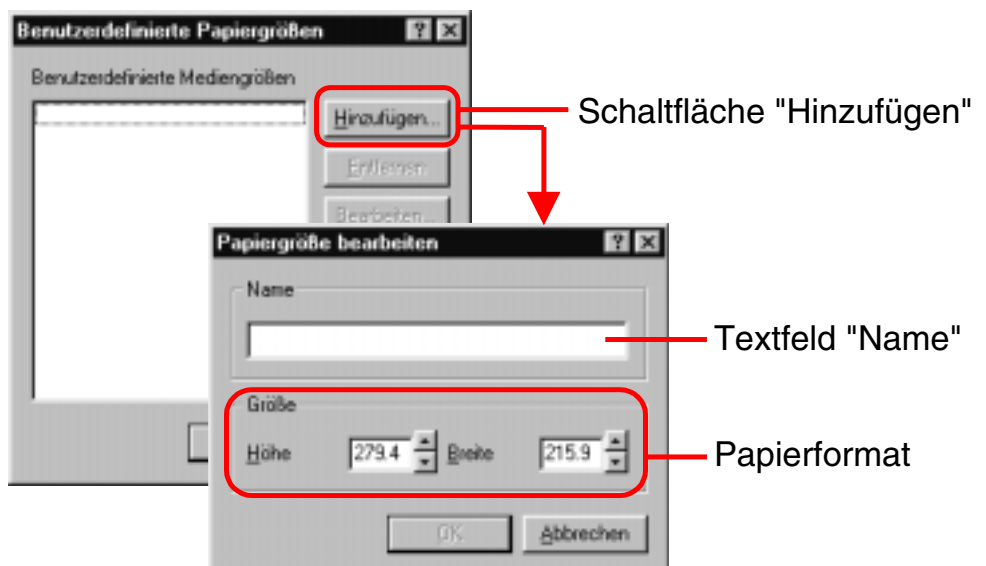 Benutzerdefinierte Papiergrößen
Benutzerdefinierte Mediengrößen
Hinzufügen...
Schaltfläche "Hinzufügen"
Entfernen
Bearbeiten...
Papiergröße bearbeiten
Name
Textfeld "Name"
Größe
Höhe 279.4 Breite 215.9
Papierformat
OK Abbrechen